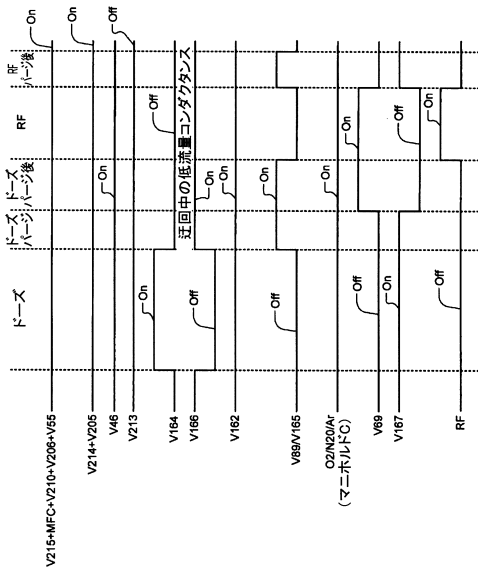 ドーズ
ドーズ
パージ
ドーズ
パージ後
RF
RF
パージ後
V215+MFC+V210+V206+V55
On
V214+V205
On
V46
On
V213
Off
V164
On
Off
迂回中の低流量コンダクタンス
V166
Off
On
V162
On
V89/V165
Off
On
O2/N20/Ar
(マニホルドC)
On
V69
Off
On
V167
On
Off
RF
Off
On